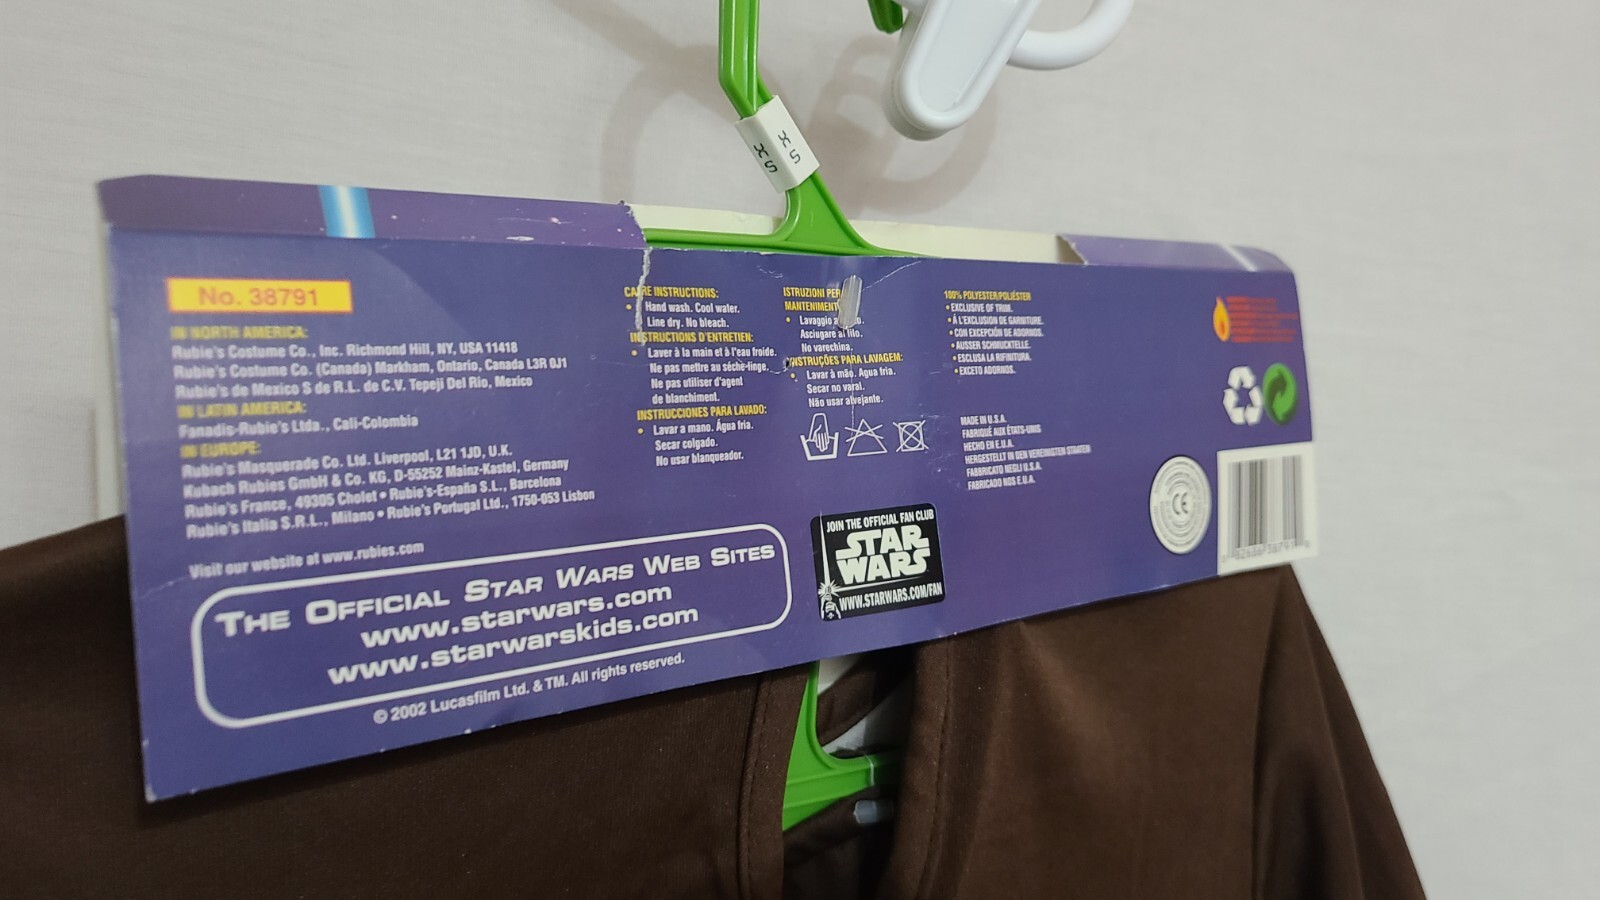 XS
XS
No. 38791
IN NORTH AMERICA:
Rubie's Costume Co., Inc. Richmond Hill, NY, USA 11418
Rubie's Costume Co. (Canada) Markham, Ontario, Canada L3R 0J1
Rubie's de Mexico S de R.L. de C.V. Tepeji Del Rio, Mexico
IN LATIN AMERICA:
Fanadis-Rubie's Ltda., Cali-Colombia
IN EUROPE:
Rubie's Masquerade Co. Ltd. Liverpool, L21 1JD, U.K.
Kubach Rubies GmbH & Co. KG, D-55252 Mainz-Kastel, Germany
Rubie's France, 49305 Cholet • Rubie's-España S.L., Barcelona
Rubie's Italia S.R.L., Milano • Rubie's Portugal Ltd., 1750-053 Lisbon
Visit our website at www.rubies.com
THE OFFICIAL STAR WARS WEB SITES
www.starwars.com
www.starwarskids.com
© 2002 Lucasfilm Ltd. & TM. All rights reserved.
CARE INSTRUCTIONS:
• Hand wash. Cool water.
Line dry. No bleach.
INSTRUCTIONS D'ENTRETIEN:
• Laver à la main et à l'eau froide.
Ne pas mettre au séche-linge.
Ne pas utiliser d'agent
de blanchiment.
INSTRUCCIONES PARA LAVADO:
• Lavar a mano. Água fria.
Secar colgado.
No usar blanqueador.
ISTRUZIONI PER
MANTENIMENT
• Lavaggio a
Asciugare al filo.
No varechina.
INSTRUÇÕES PARA LAVAGEM:
• Lavar à mão. Agua fria.
Secar no varal.
Não usar alvejante.
100% POLYESTER/POLIÉSTER
• EXCLUSIVE OF TRIM.
• À L'EXCLUSION DE GARNITURE.
• CON EXCEPCIÓN DE ADORNOS.
• AUSSER SCHMUCKTELLE.
• ESCLUSA LA RIFINITURA.
• EXCETO ADORNOS.
MADE IN U.S.A.
FABRIQUÉ AUX ÉTATS-UNIS
HECHO EN E.U.A.
HERGESTELLT IN DEN VEREINIGTEN STAATEN
FABBRICATO NEGLI U.S.A.
FABRICADO NOS E.U.A.
JOIN THE OFFICIAL FAN CLUB
STAR
WARS
WWW.STARWARS.COM/FAN
CE